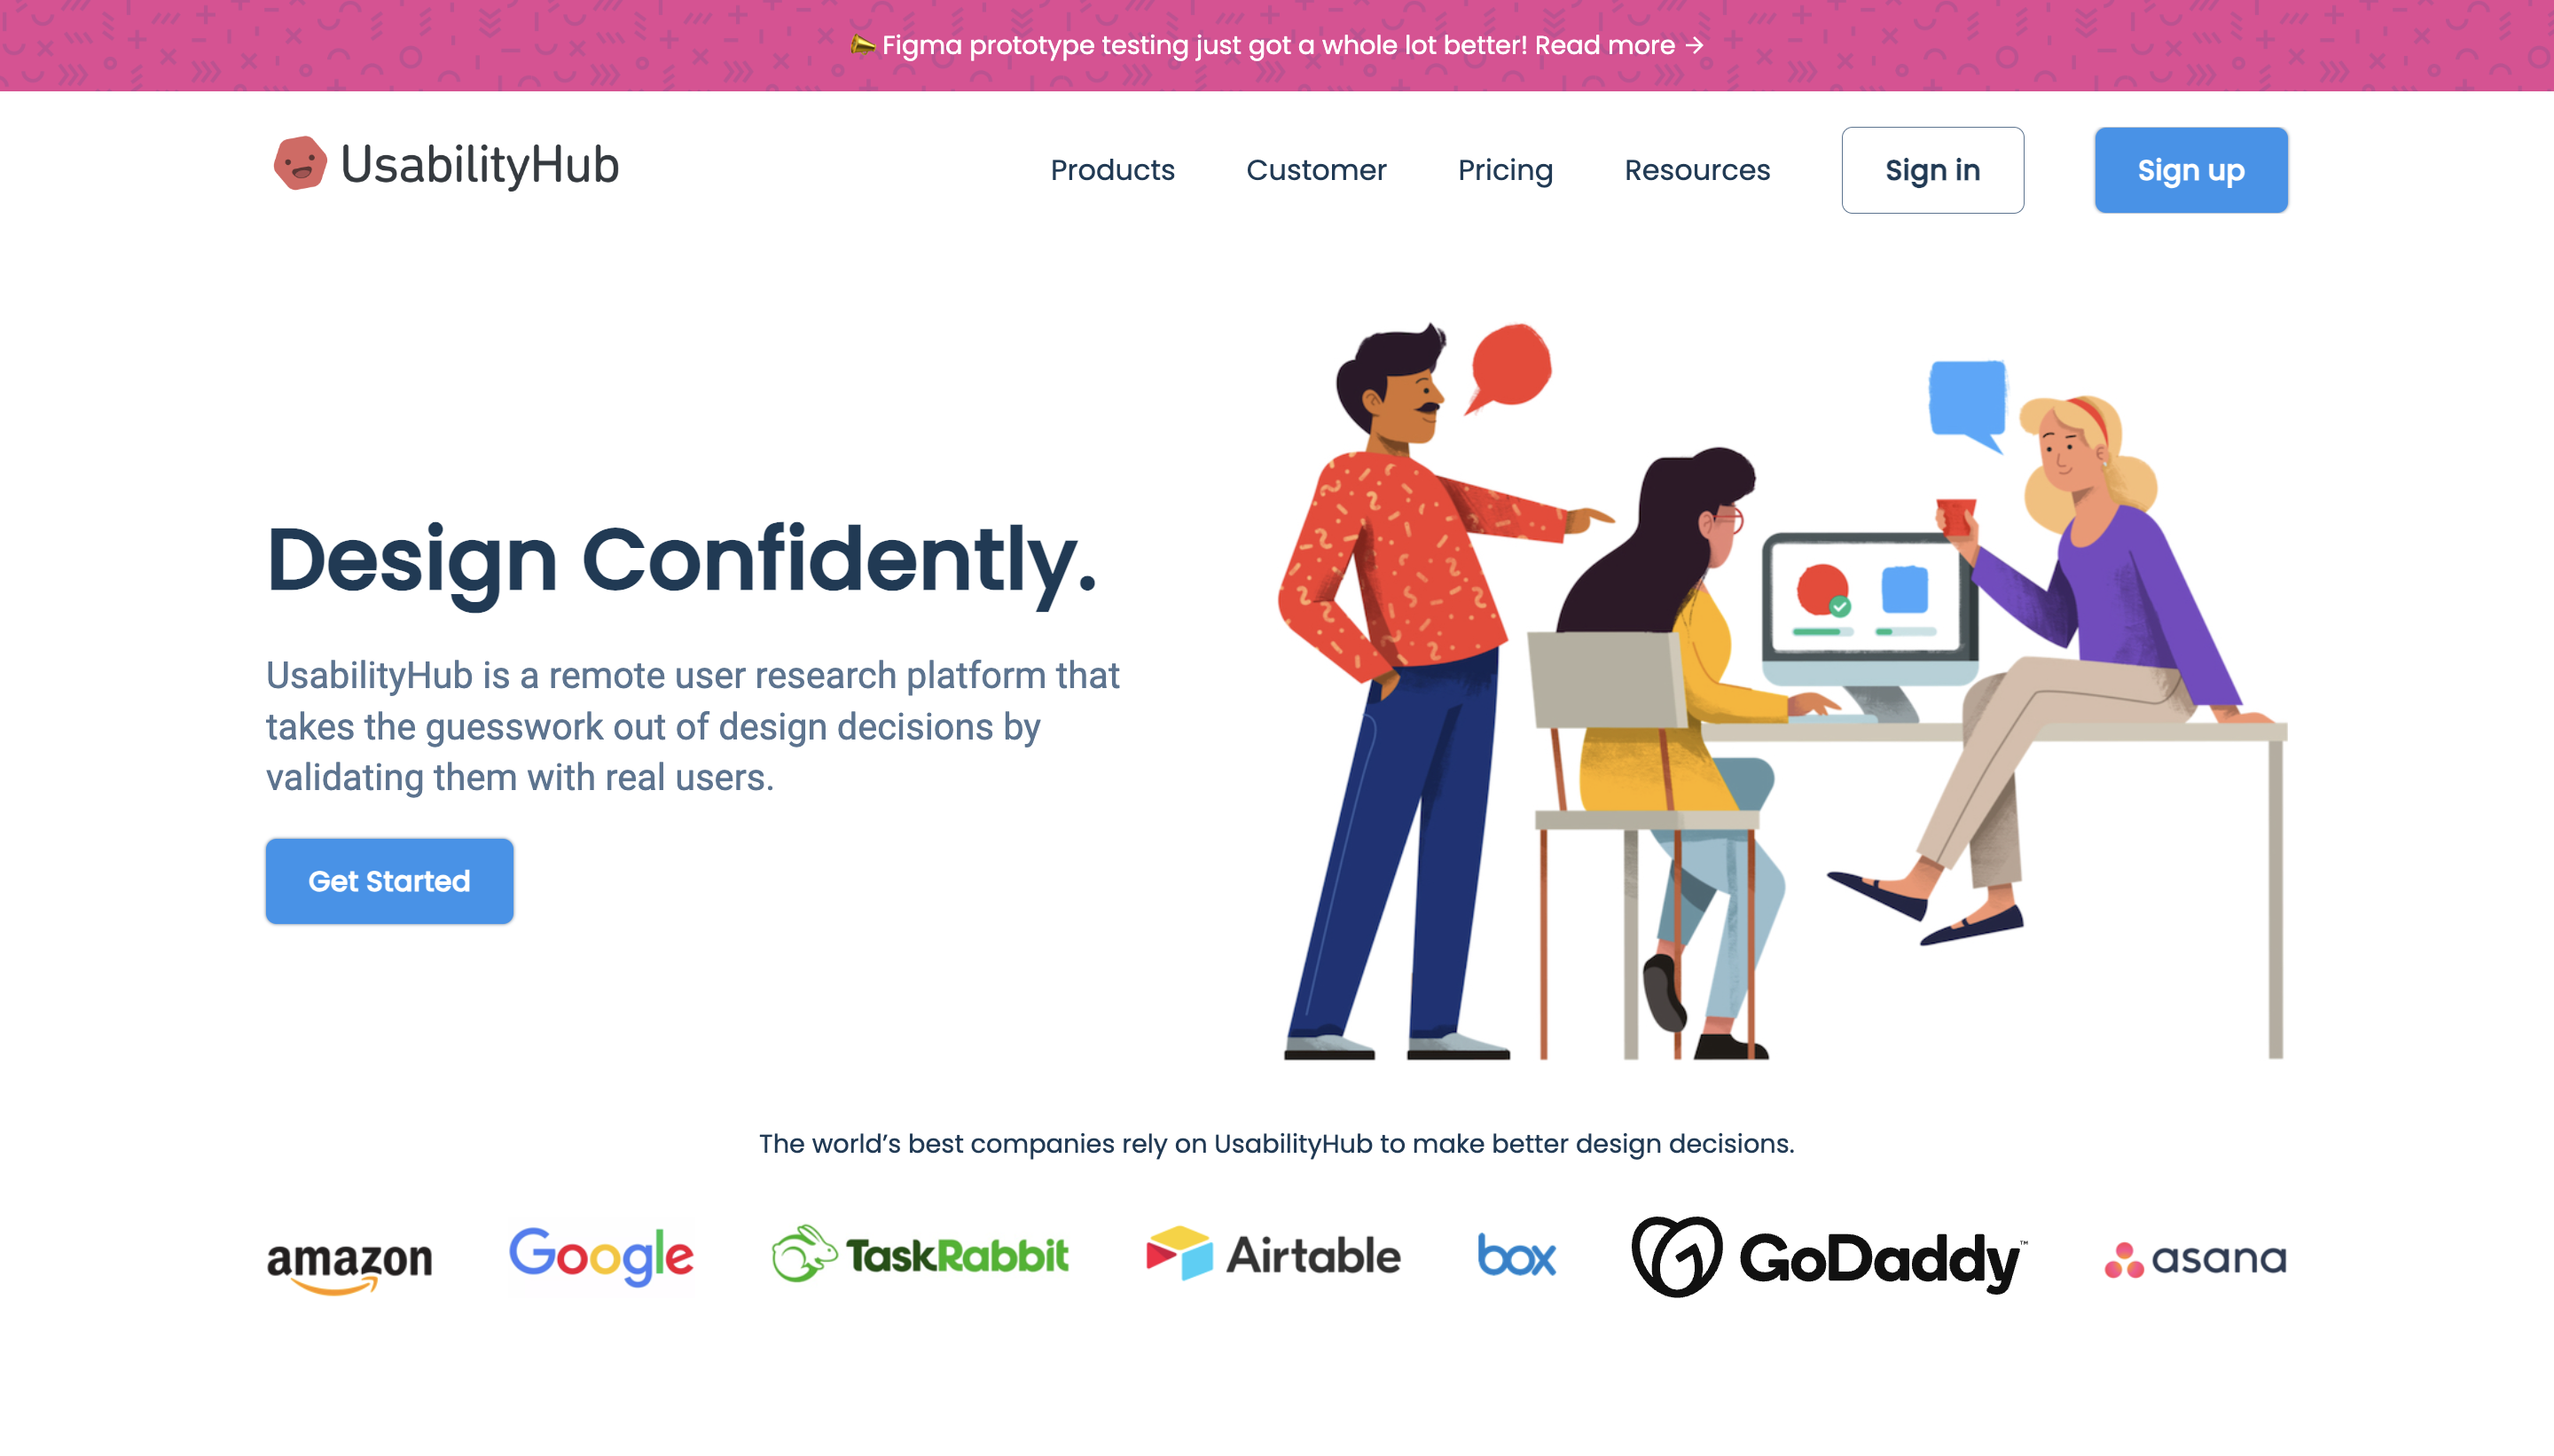 Figma prototype testing just got a whole lot better! Read more →
UsabilityHub
Products
Customer
Pricing
Resources
Sign in
Sign up
Design Confidently.
UsabilityHub is a remote user research platform that
takes the guesswork out of design decisions by
validating them with real users.
Get Started
The world’s best companies rely on UsabilityHub to make better design decisions.
amazon
Google
TaskRabbit
Airtable
box
GoDaddy™
asana